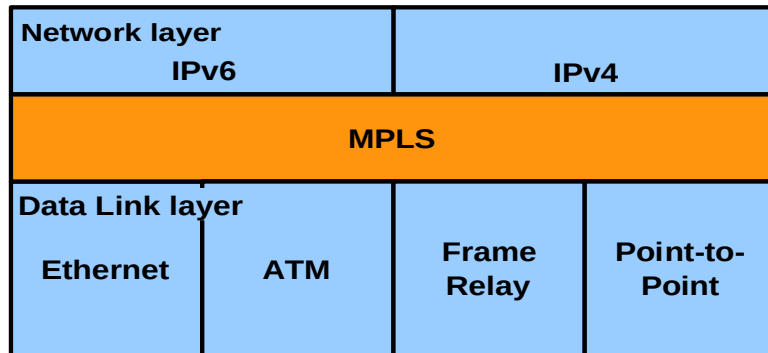 Network layer
IPv6
IPv4
MPLS
Data Link layer
Ethernet
ATM
Frame
Relay
Point-to-
Point